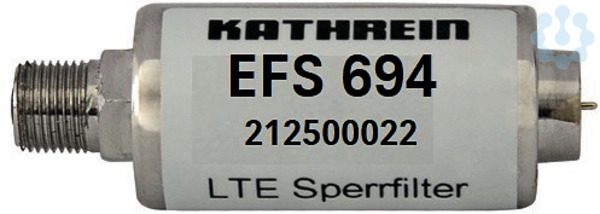 KATHREIN
EFS 694
212500022
LTE Sperrfilter